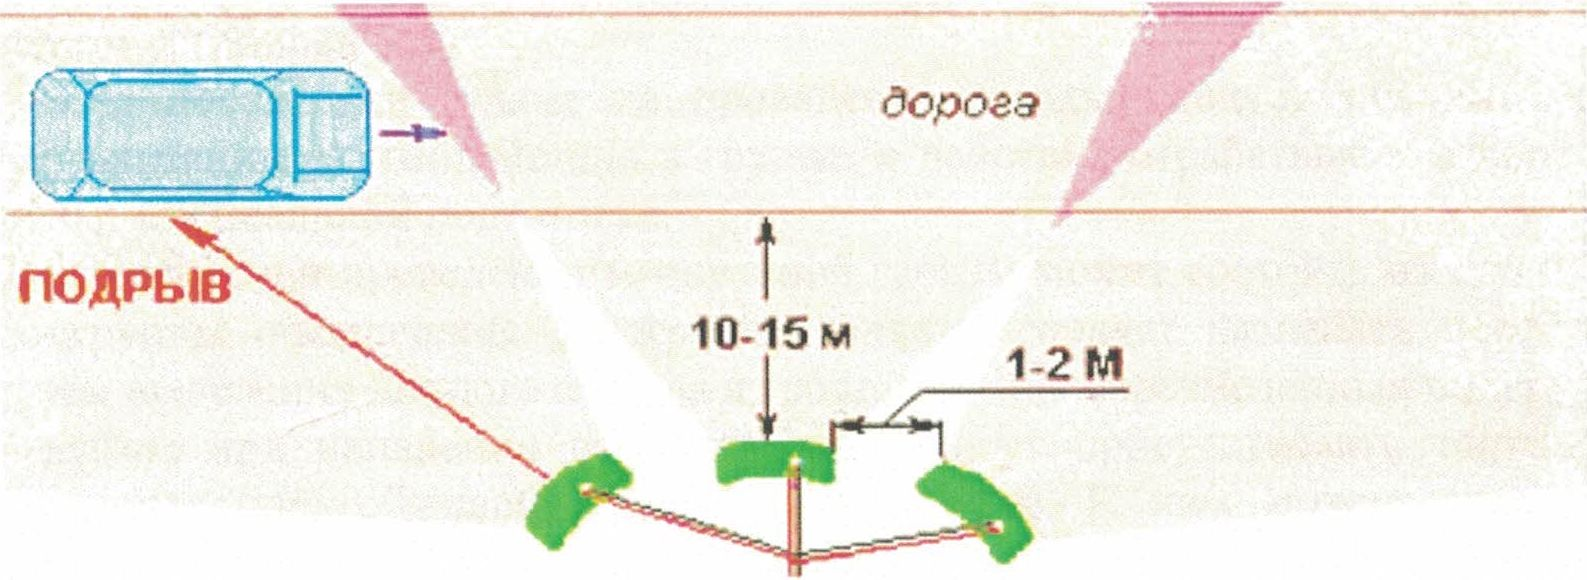 дорога
ПОДРЫВ
10-15 м
1-2 М